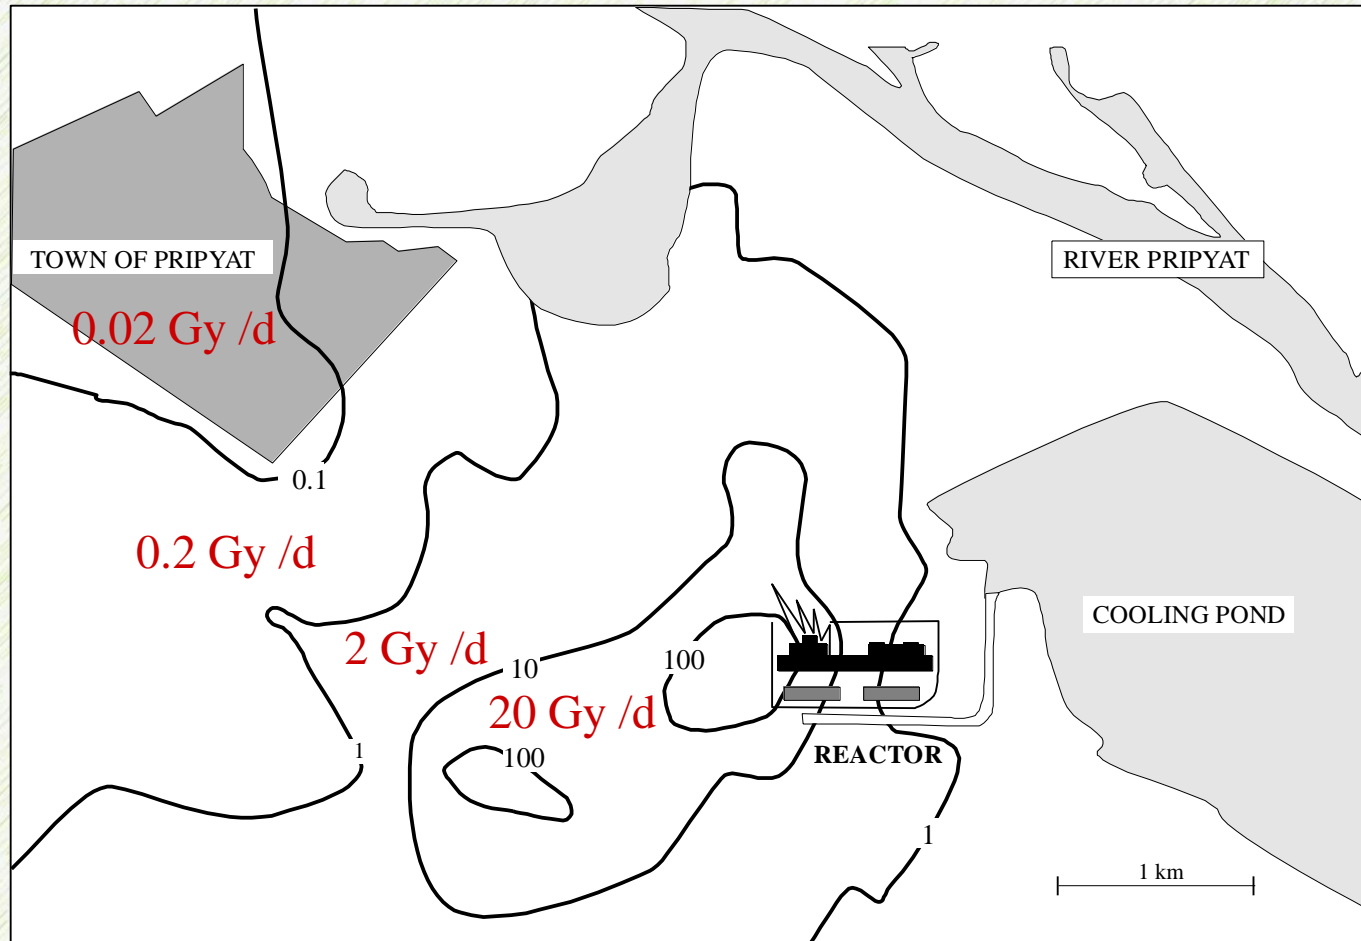 TOWN OF PRIPYAT
RIVER PRIPYAT
0.02 Gy /d
0.1
0.2 Gy /d
COOLING POND
2 Gy /d
10
100
20 Gy /d
1
100
REACTOR
1
1 km